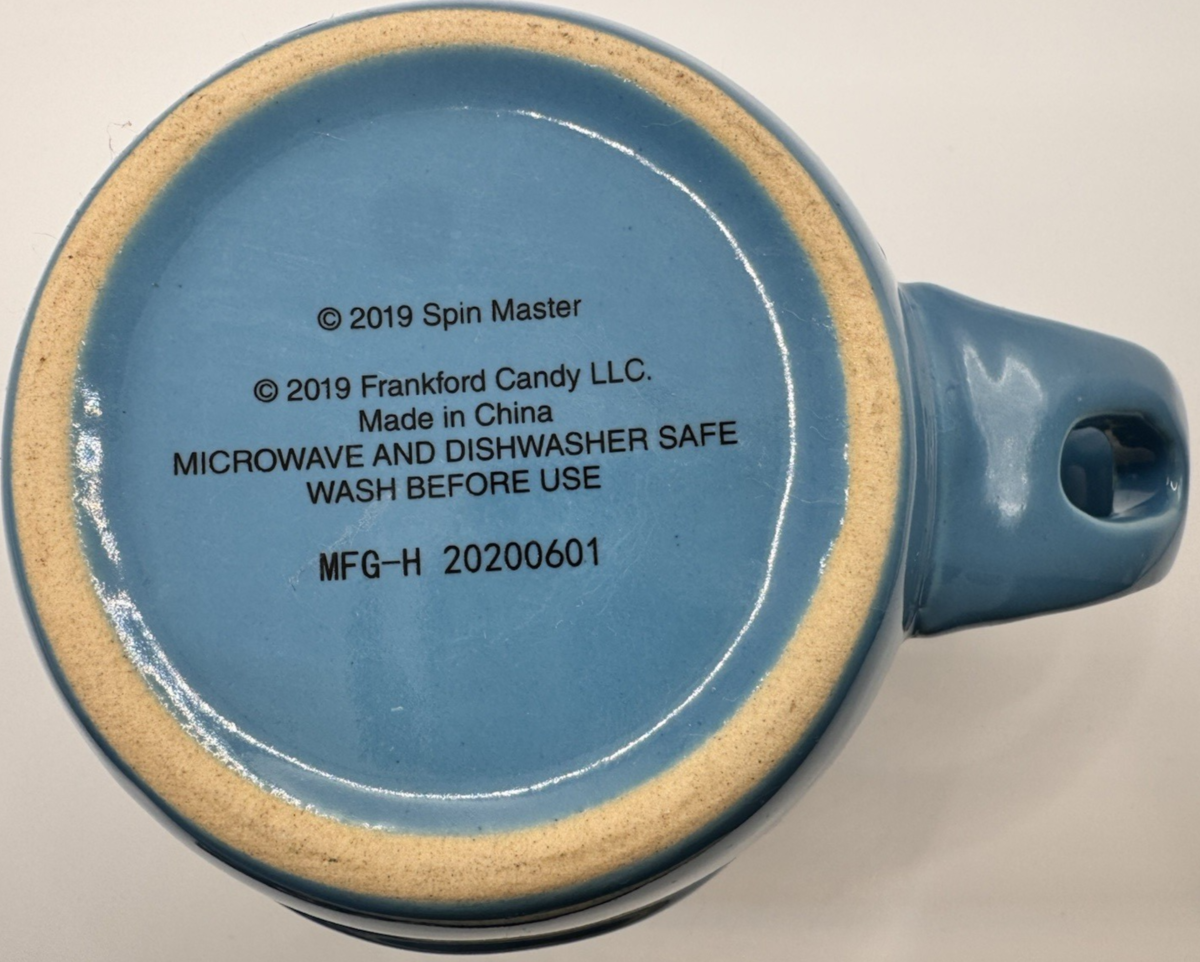 © 2019 Spin Master
© 2019 Frankford Candy LLC.
Made in China
MICROWAVE AND DISHWASHER SAFE
WASH BEFORE USE
MFG-H 20200601